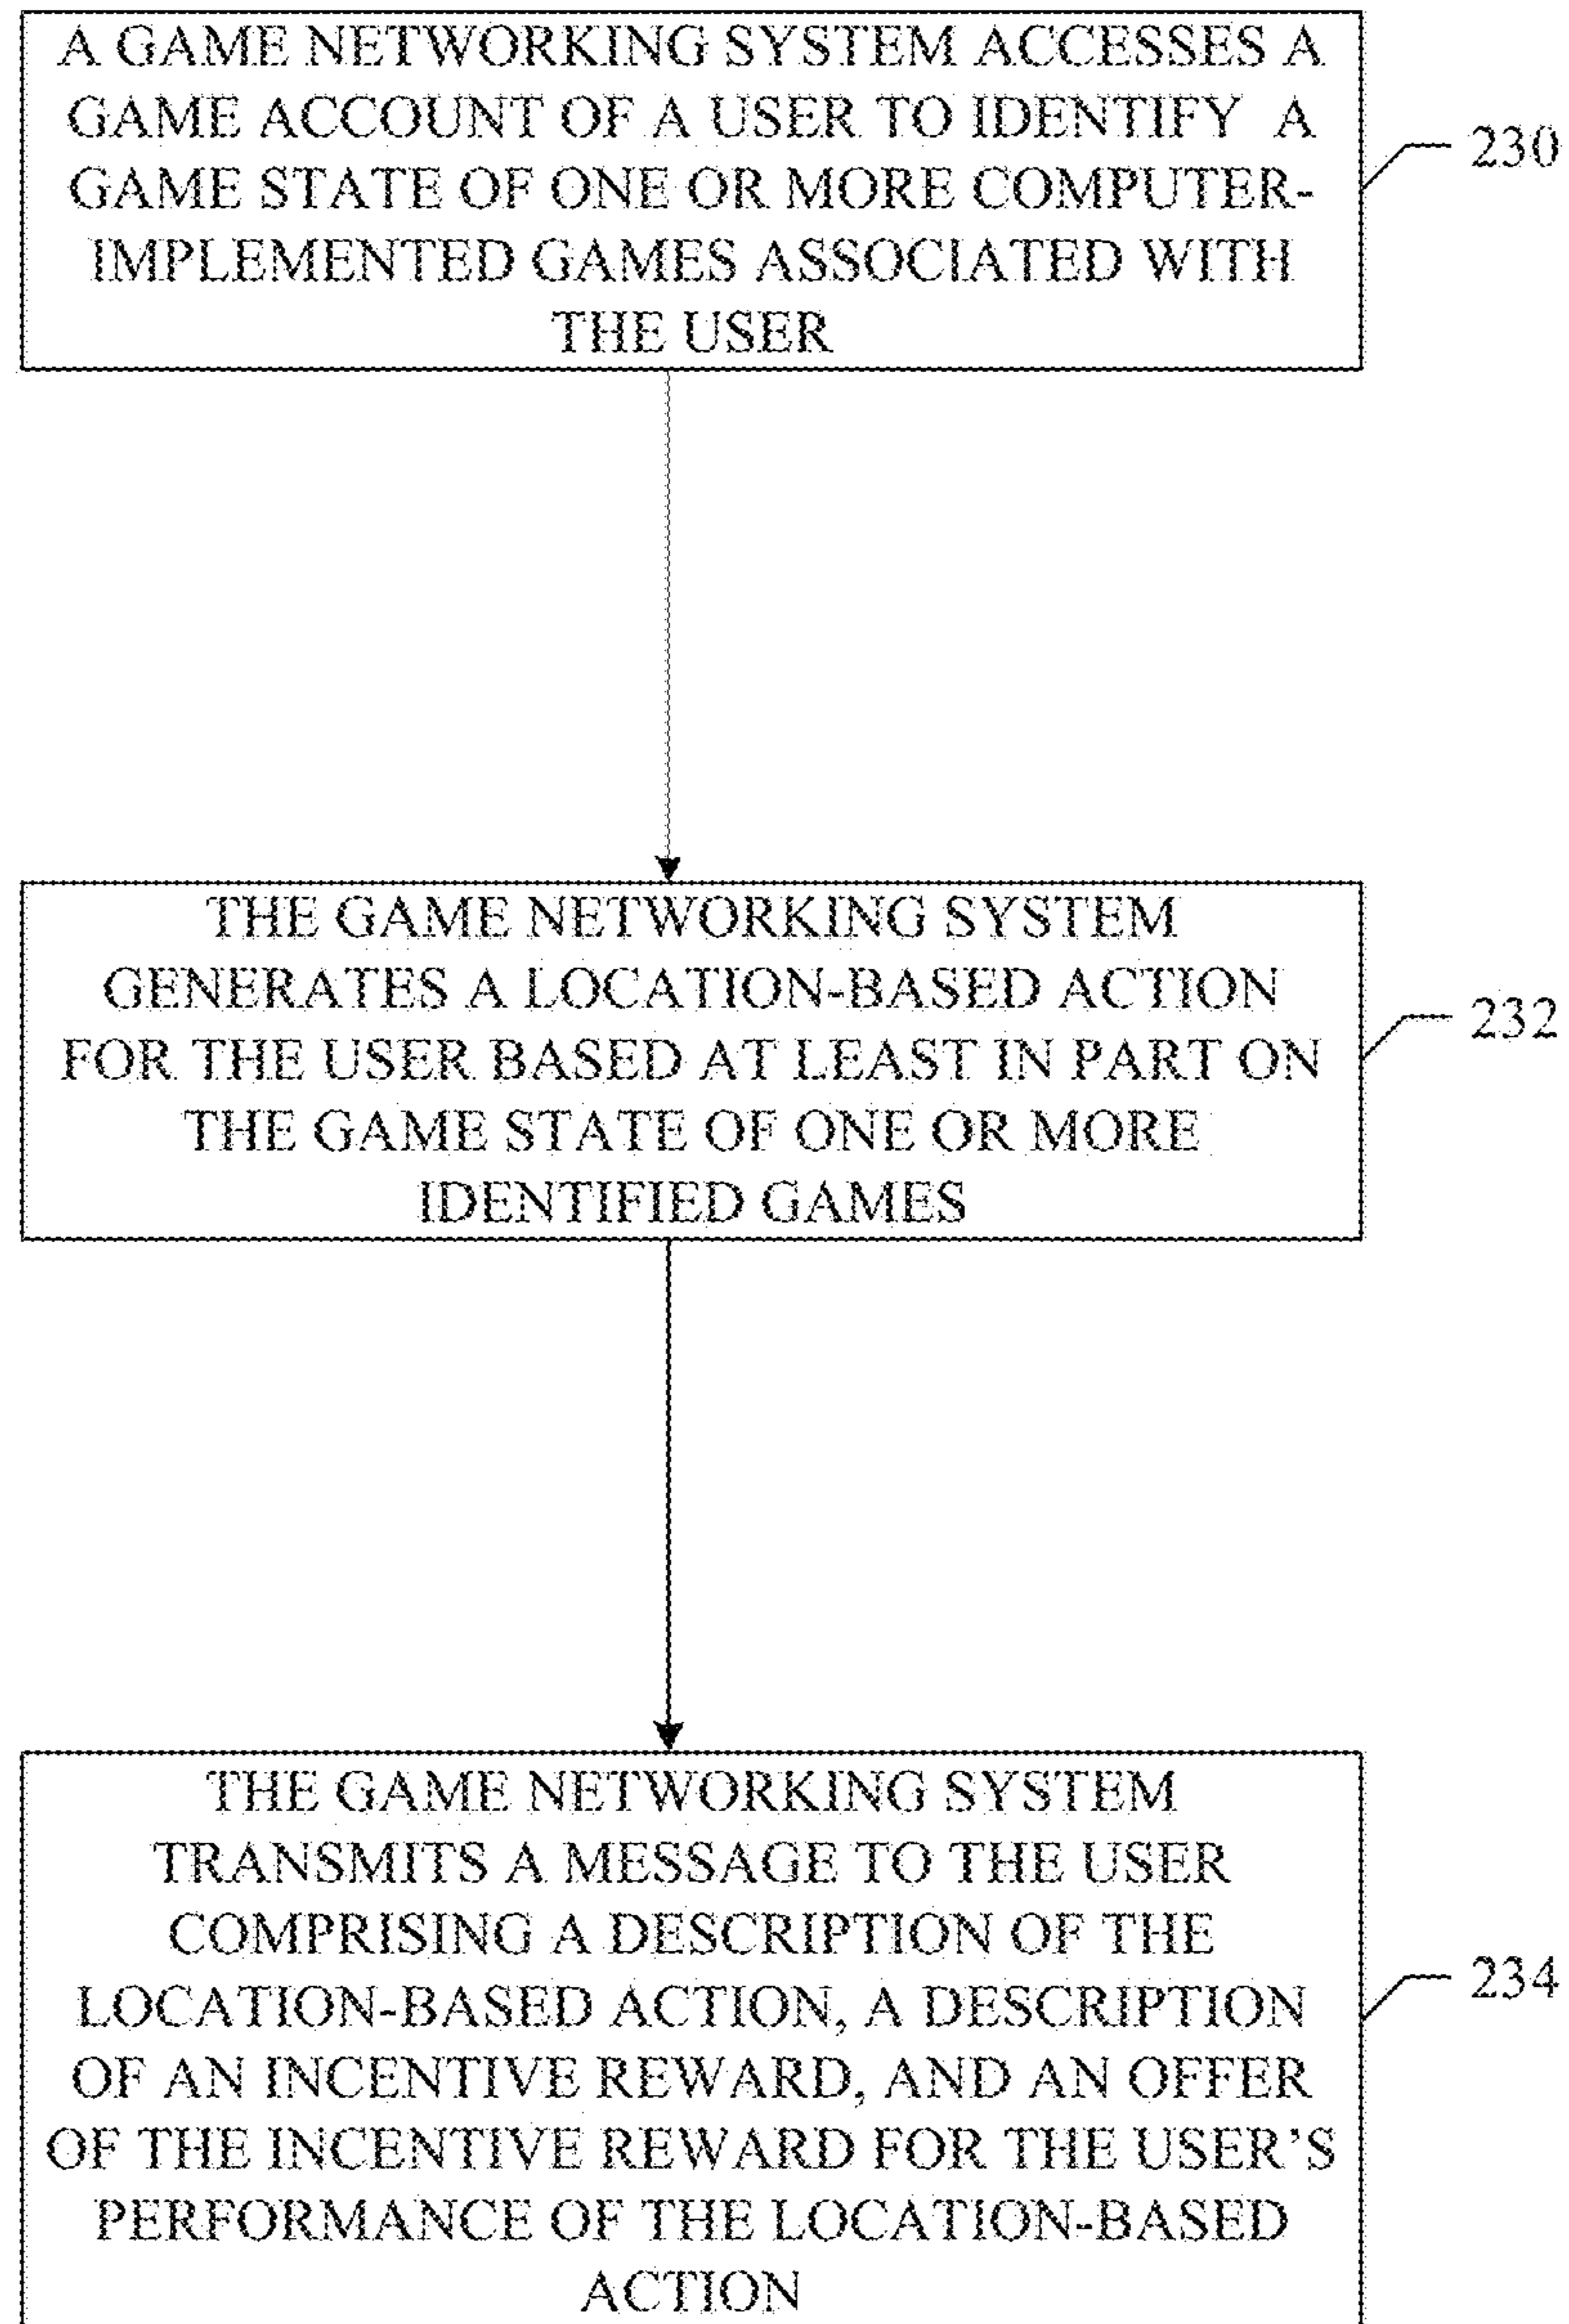 A GAME NETWORKING SYSTEM ACCESSES A
GAME ACCOUNT OF A USER TO IDENTIFY A
GAME STATE OF ONE OR MORE COMPUTER-
IMPLEMENTED GAMES ASSOCIATED WITH
THE USER
230
THE GAME NETWORKING SYSTEM
GENERATES A LOCATION-BASED ACTION
FOR THE USER BASED AT LEAST IN PART ON
THE GAME STATE OF ONE OR MORE
IDENTIFIED GAMES
232
THE GAME NETWORKING SYSTEM
TRANSMITS A MESSAGE TO THE USER
COMPRISING A DESCRIPTION OF THE
LOCATION-BASED ACTION, A DESCRIPTION
OF AN INCENTIVE REWARD, AND AN OFFER
OF THE INCENTIVE REWARD FOR THE USER’S
PERFORMANCE OF THE LOCATION-BASED
ACTION
234